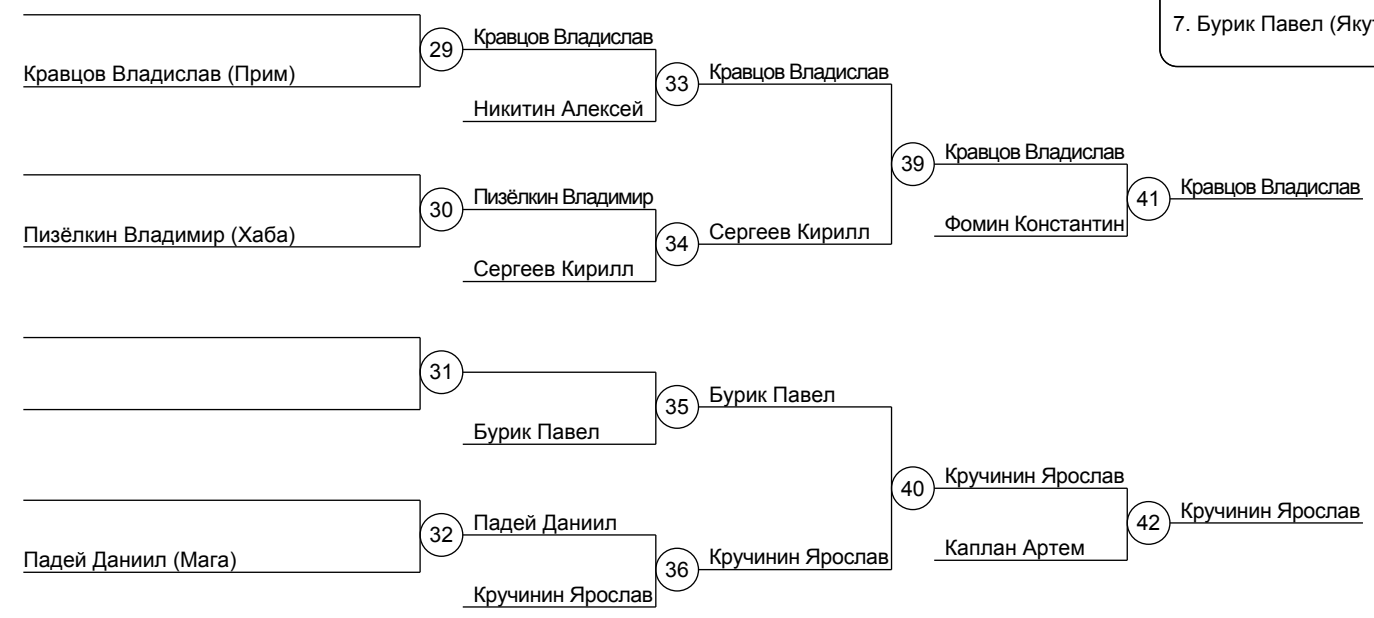 7. Бурик Павел (Яку
29 Кравцов Владислав
Кравцов Владислав (Прим)
33 Кравцов Владислав
Никитин Алексей
39 Кравцов Владислав
30 Пизёлкин Владимир
41 Кравцов Владислав
Пизёлкин Владимир (Хаба)
34 Сергеев Кирилл
Фомин Константин
Сергеев Кирилл
31
35 Бурик Павел
Бурик Павел
40 Кручинин Ярослав
32 Падей Даниил
42 Кручинин Ярослав
Падей Даниил (Мага)
36 Кручинин Ярослав
Каплан Артем
Кручинин Ярослав